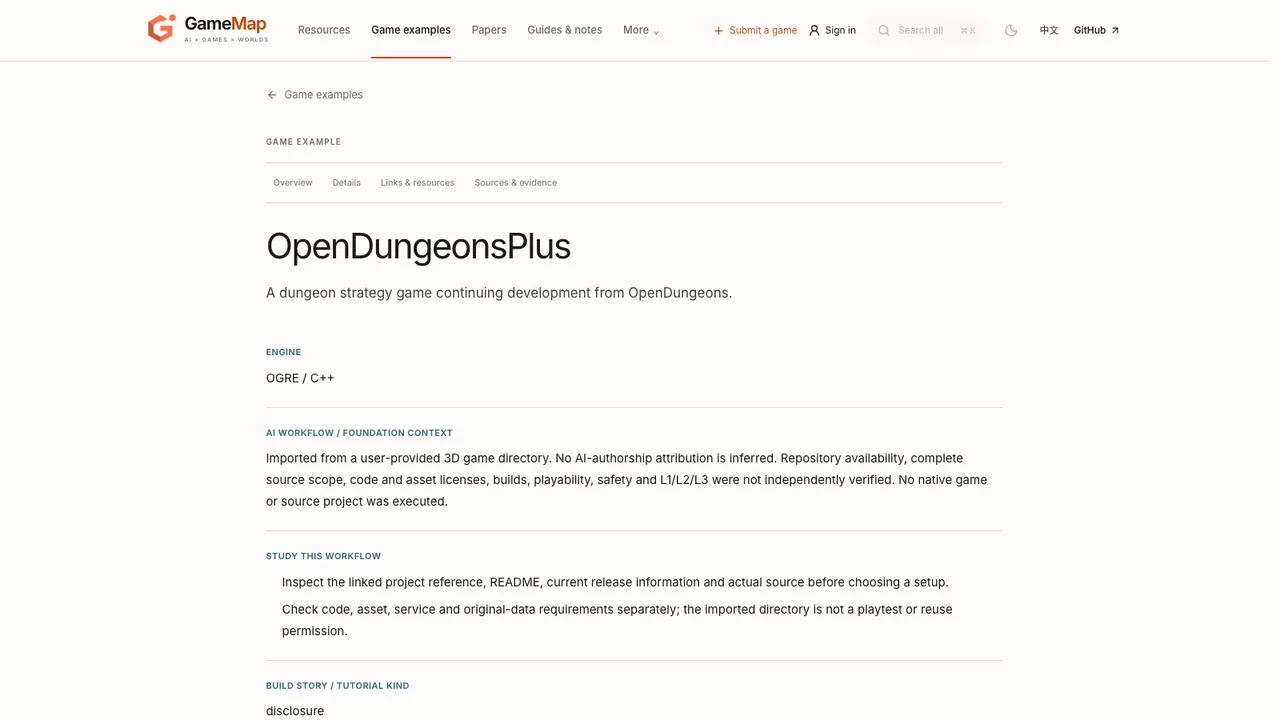 GameMap
AI × GAMES × WORLDS
Resources
Game examples
Papers
Guides & notes
More
+ Submit a game
Sign in
Search all
⌘ K
中文
GitHub ↗
← Game examples
GAME EXAMPLE
Overview
Details
Links & resources
Sources & evidence
OpenDungeonsPlus
A dungeon strategy game continuing development from OpenDungeons.
ENGINE
OGRE / C++
AI WORKFLOW / FOUNDATION CONTEXT
Imported from a user-provided 3D game directory. No AI-authorship attribution is inferred. Repository availability, complete
source scope, code and asset licenses, builds, playability, safety and L1/L2/L3 were not independently verified. No native game
or source project was executed.
STUDY THIS WORKFLOW
Inspect the linked project reference, README, current release information and actual source before choosing a setup.
Check code, asset, service and original-data requirements separately; the imported directory is not a playtest or reuse
permission.
BUILD STORY / TUTORIAL KIND
disclosure